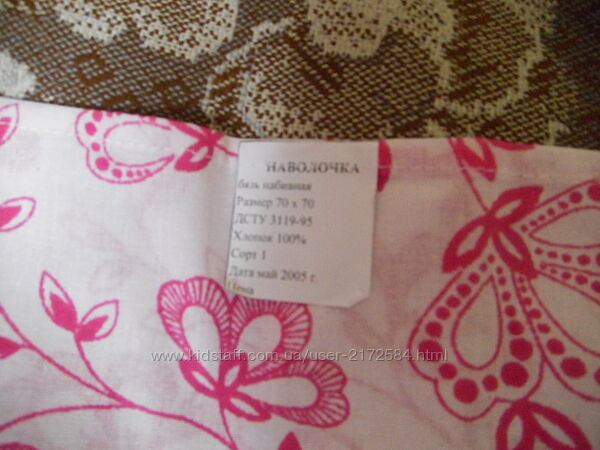 НАВОЛОЧКА
бязь набивная
Размер 70 х 70
ДСТУ 3119-95
Хлопок 100%
Сорт 1
Дата май 2005 г.
Цена
www.kidstaff.com.ua/user-2172584.html